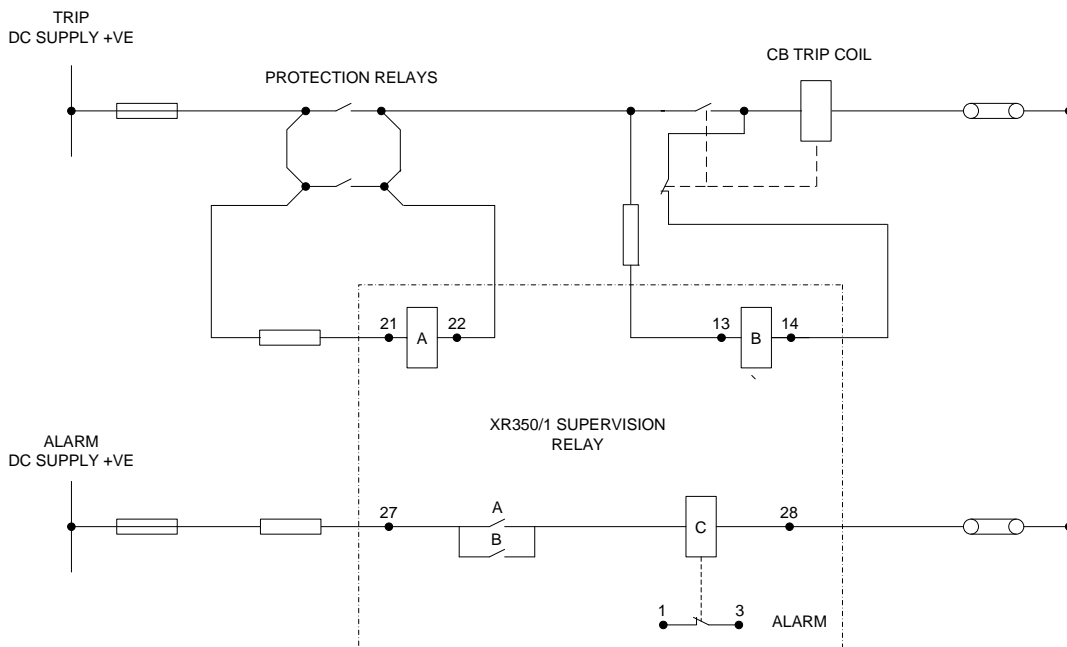 TRIP
DC SUPPLY +VE
PROTECTION RELAYS
CB TRIP COIL
21
A
22
13
B
14
XR350/1 SUPERVISION
RELAY
ALARM
DC SUPPLY +VE
27
A
B
C
28
1
3
ALARM